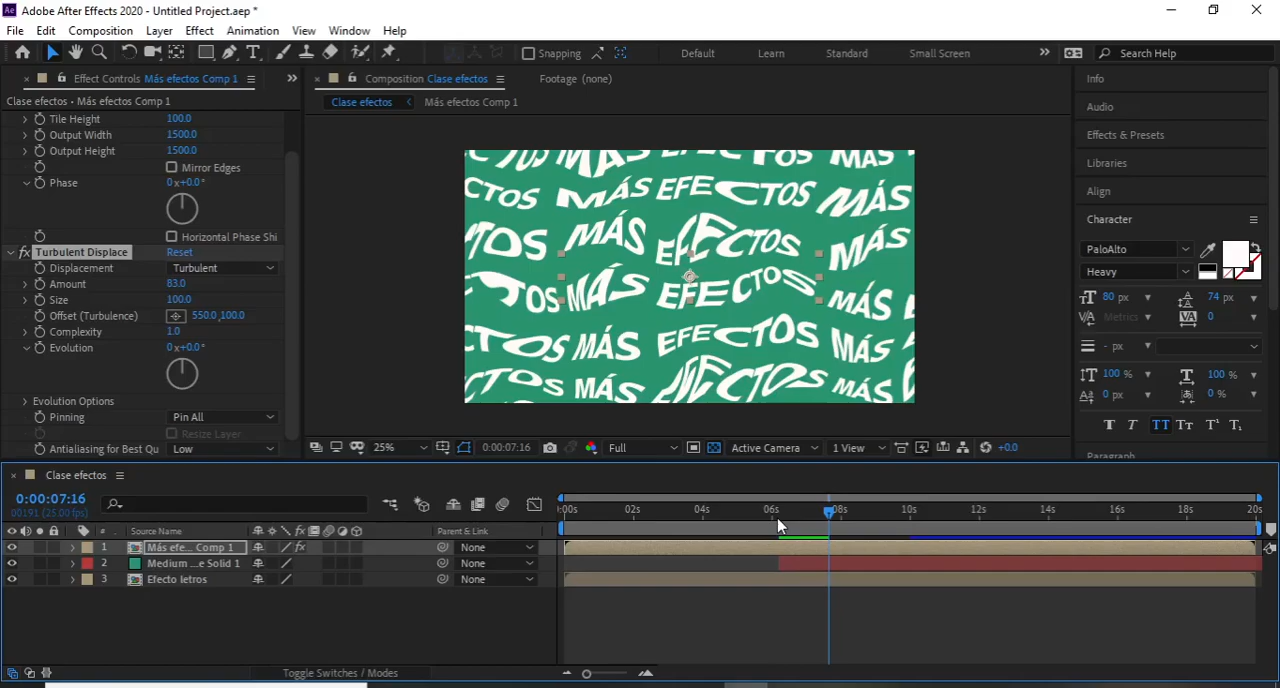 Adobe After Effects 2020 - Untitled Project.aep *
File Edit Composition Layer Effect Animation View Window Help
Snapping Default Learn Standard Small Screen Search Help
Effect Controls Más efectos Comp 1 Composition Clase efectos Footage (none) Info
Clase efectos • Más efectos Comp 1 Clase efectos Más efectos Comp 1 Audio
Tile Height 100.0
Output Width 1500.0 Effects & Presets
Output Height 1500.0
Mirror Edges Libraries
Phase 0x+0.0°
Align
Character
Horizontal Phase Shi
Turbulent Displace Reset PaloAlto
Displacement Turbulent Heavy
Amount 83.0
Size 100.0 80 px 74 px
Offset (Turbulence) 550.0,100.0 Metrics 0
Complexity 1.0
Evolution 0x+0.0° - px
100 % 100 %
0 px 0 %
Evolution Options
Pinning Pin All T T TT Tt T¹ T₁
Resize Layer
Antialiasing for Best Qu Low 25% 0:00:07:16 Full Active Camera 1 View +0.0 Paragraph
CTOS MÁS EFECTOS MÁS
CTOS MÁS EFECTOS MÁS
TOS MÁS EFECTOS MÁS
OS MÁS EFECTOS MÁS
CTOS MÁS EFECTOS MÁS
CTOS MÁS EFECTOS MÁS
Clase efectos
0:00:07:16
00191 (25.00 fps)
:00s 02s 04s 06s 08s 10s 12s 14s 16s 18s 20s
# Source Name fx Parent & Link
1 Más efe... Comp 1 fx None
2 Medium ...e Solid 1 None
3 Efecto letros None
Toggle Switches / Modes